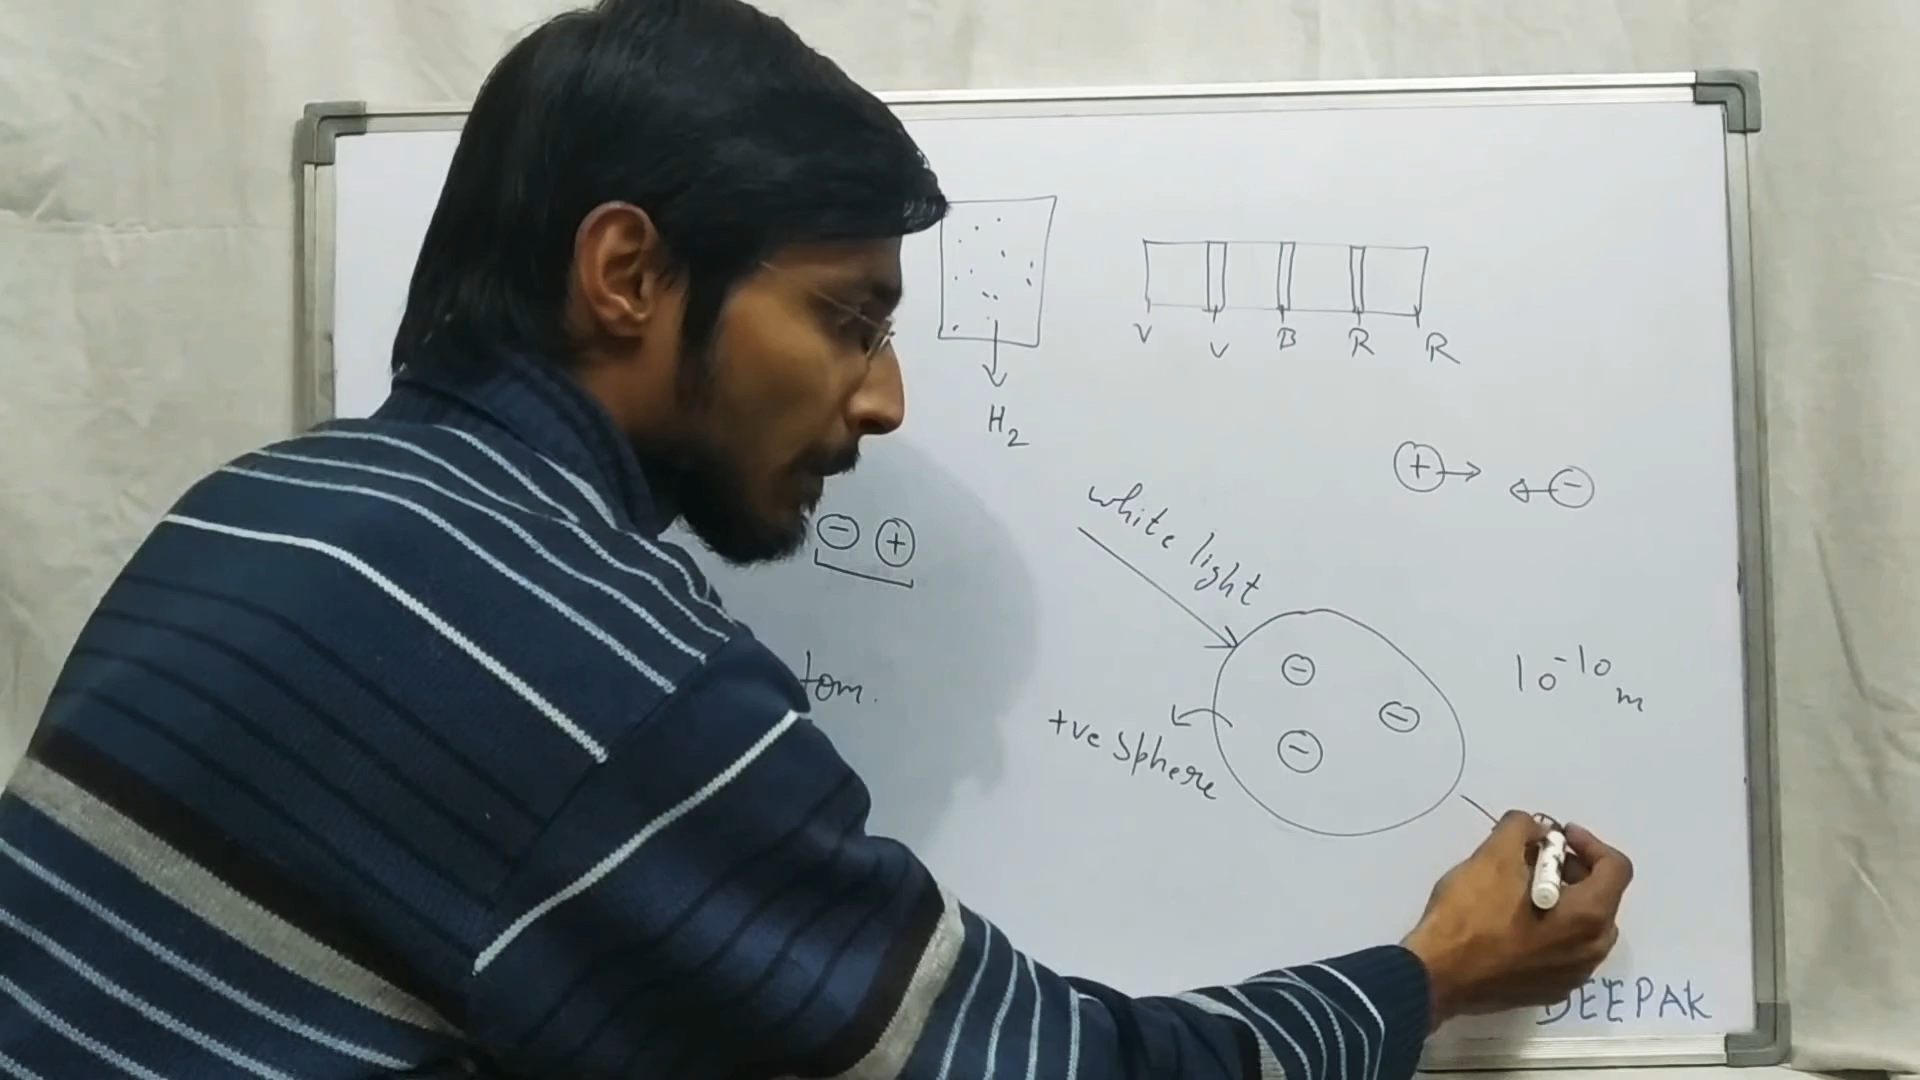 H2
V V B R R
+ -
- +
white light
tom.
- - -
10^-10 m
+ve sphere
DEEPAK